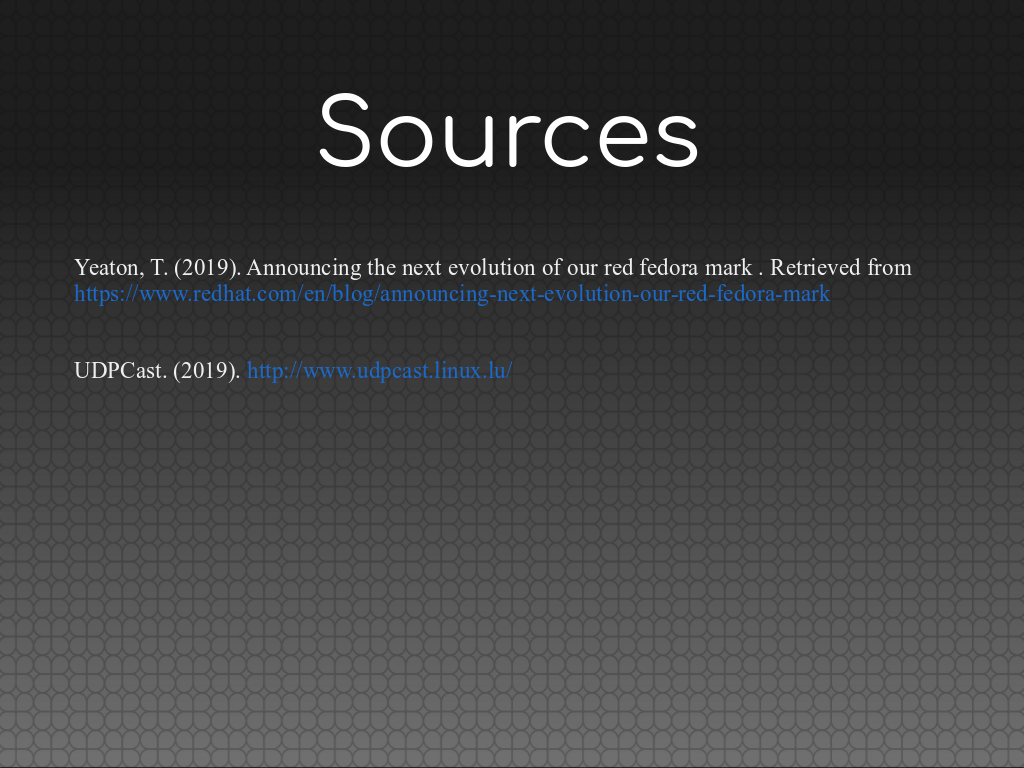 Sources
Yeaton, T. (2019). Announcing the next evolution of our red fedora mark . Retrieved from
https://www.redhat.com/en/blog/announcing-next-evolution-our-red-fedora-mark
UDPCast. (2019). http://www.udpcast.linux.lu/